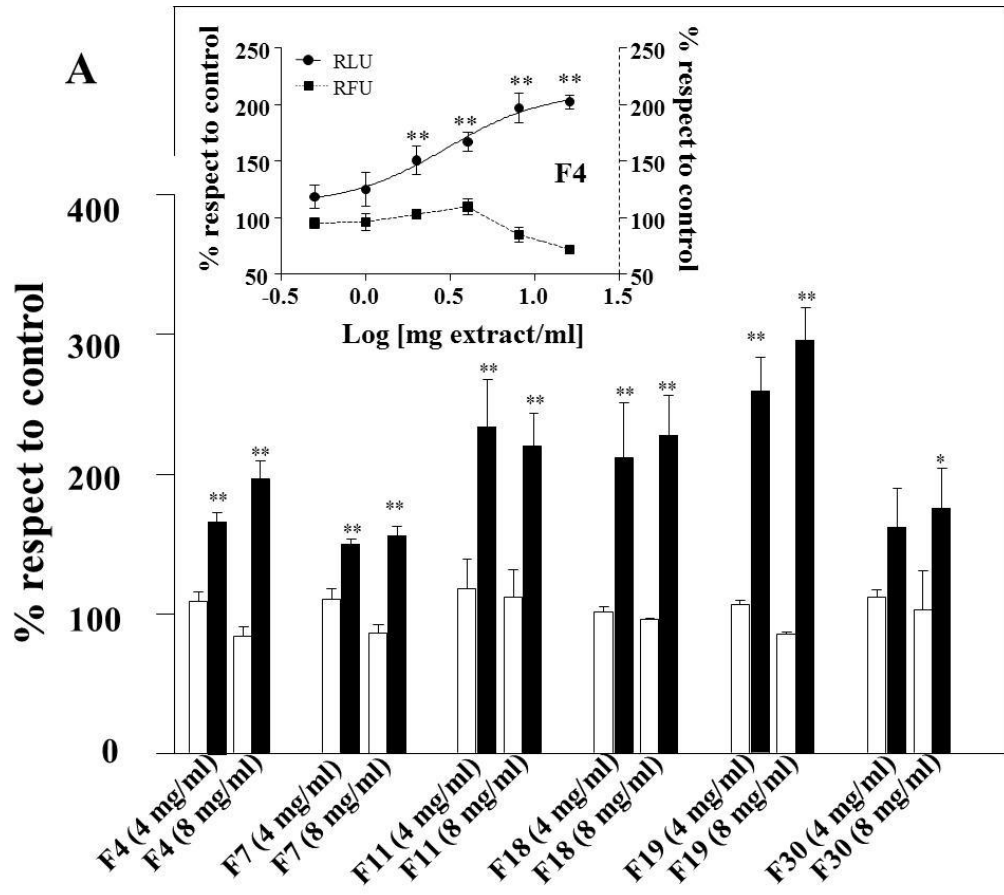 A
250
200
150
100
50
% respect to control
RLU
RFU
**
**
**
**
F4
250
200
150
100
50
% respect to control
-0.5
0.0
0.5
1.0
1.5
Log [mg extract/ml]
400
300
200
100
0
% respect to control
**
**
**
**
**
**
**
**
**
**
*
F4 (4 mg/ml)
F4 (8 mg/ml)
F7 (4 mg/ml)
F7 (8 mg/ml)
F11 (4 mg/ml)
F11 (8 mg/ml)
F18 (4 mg/ml)
F18 (8 mg/ml)
F19 (4 mg/ml)
F19 (8 mg/ml)
F30 (4 mg/ml)
F30 (8 mg/ml)